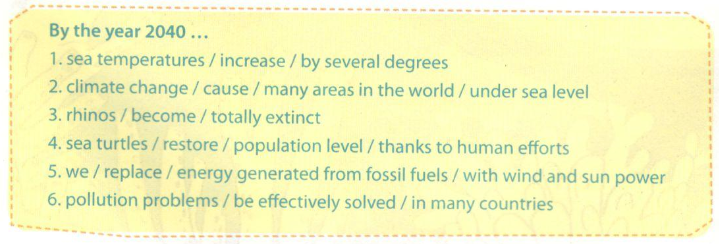 By the year 2040 ...
1. sea temperatures / increase / by several degrees
2. climate change / cause / many areas in the world / under sea level
3. rhinos / become / totally extinct
4. sea turtles / restore / population level / thanks to human efforts
5. we / replace / energy generated from fossil fuels / with wind and sun power
6. pollution problems / be effectively solved / in many countries